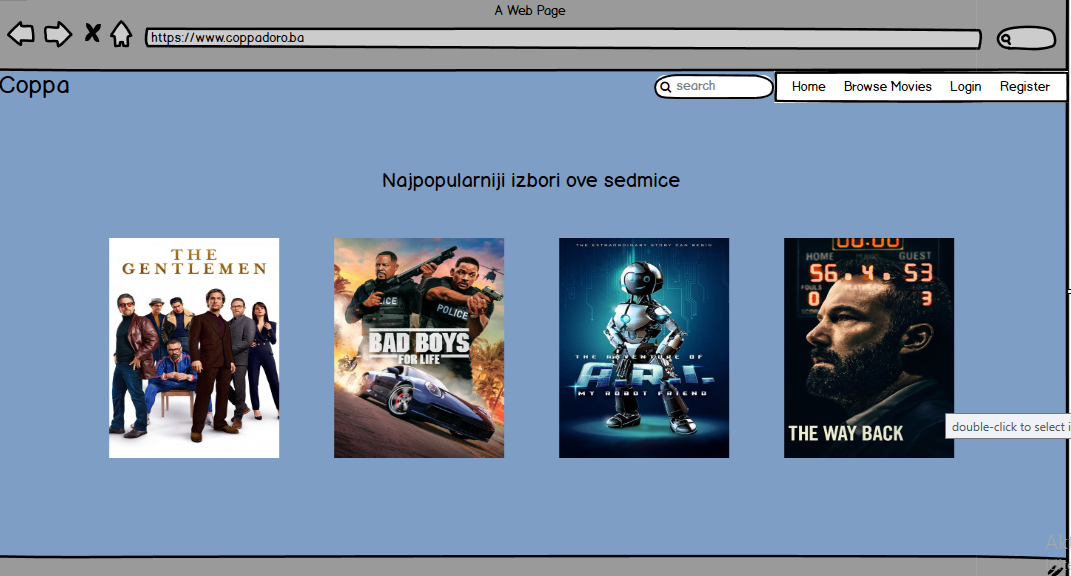 A Web Page
https://www.coppadoro.ba
Coppa
search
Home Browse Movies Login Register
Najpopularniji izbori ove sedmice
THE
GENTLEMEN
POLICE
BAD BOYS
FOR LIFE
THE EXTRAORDINARY STORY CAN BEGIN
THE ADVENTURE OF
A.R.I.
MY ROBOT FRIEND
00:00
HOME GUEST
56.4.53
FOULS
0 3
THE WAY BACK
double-click to select i